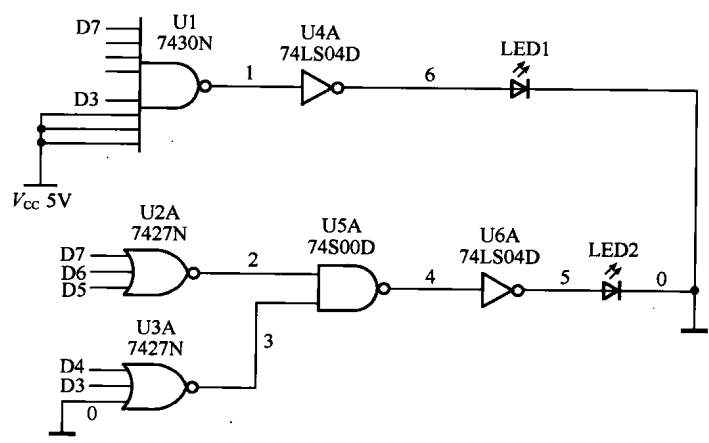 D7
U1
7430N
D3
V_CC 5V
1
U4A
74LS04D
6
LED1
U2A
7427N
D7
D6
D5
2
U3A
7427N
D4
D3
0
3
U5A
74S00D
4
U6A
74LS04D
5
LED2
0